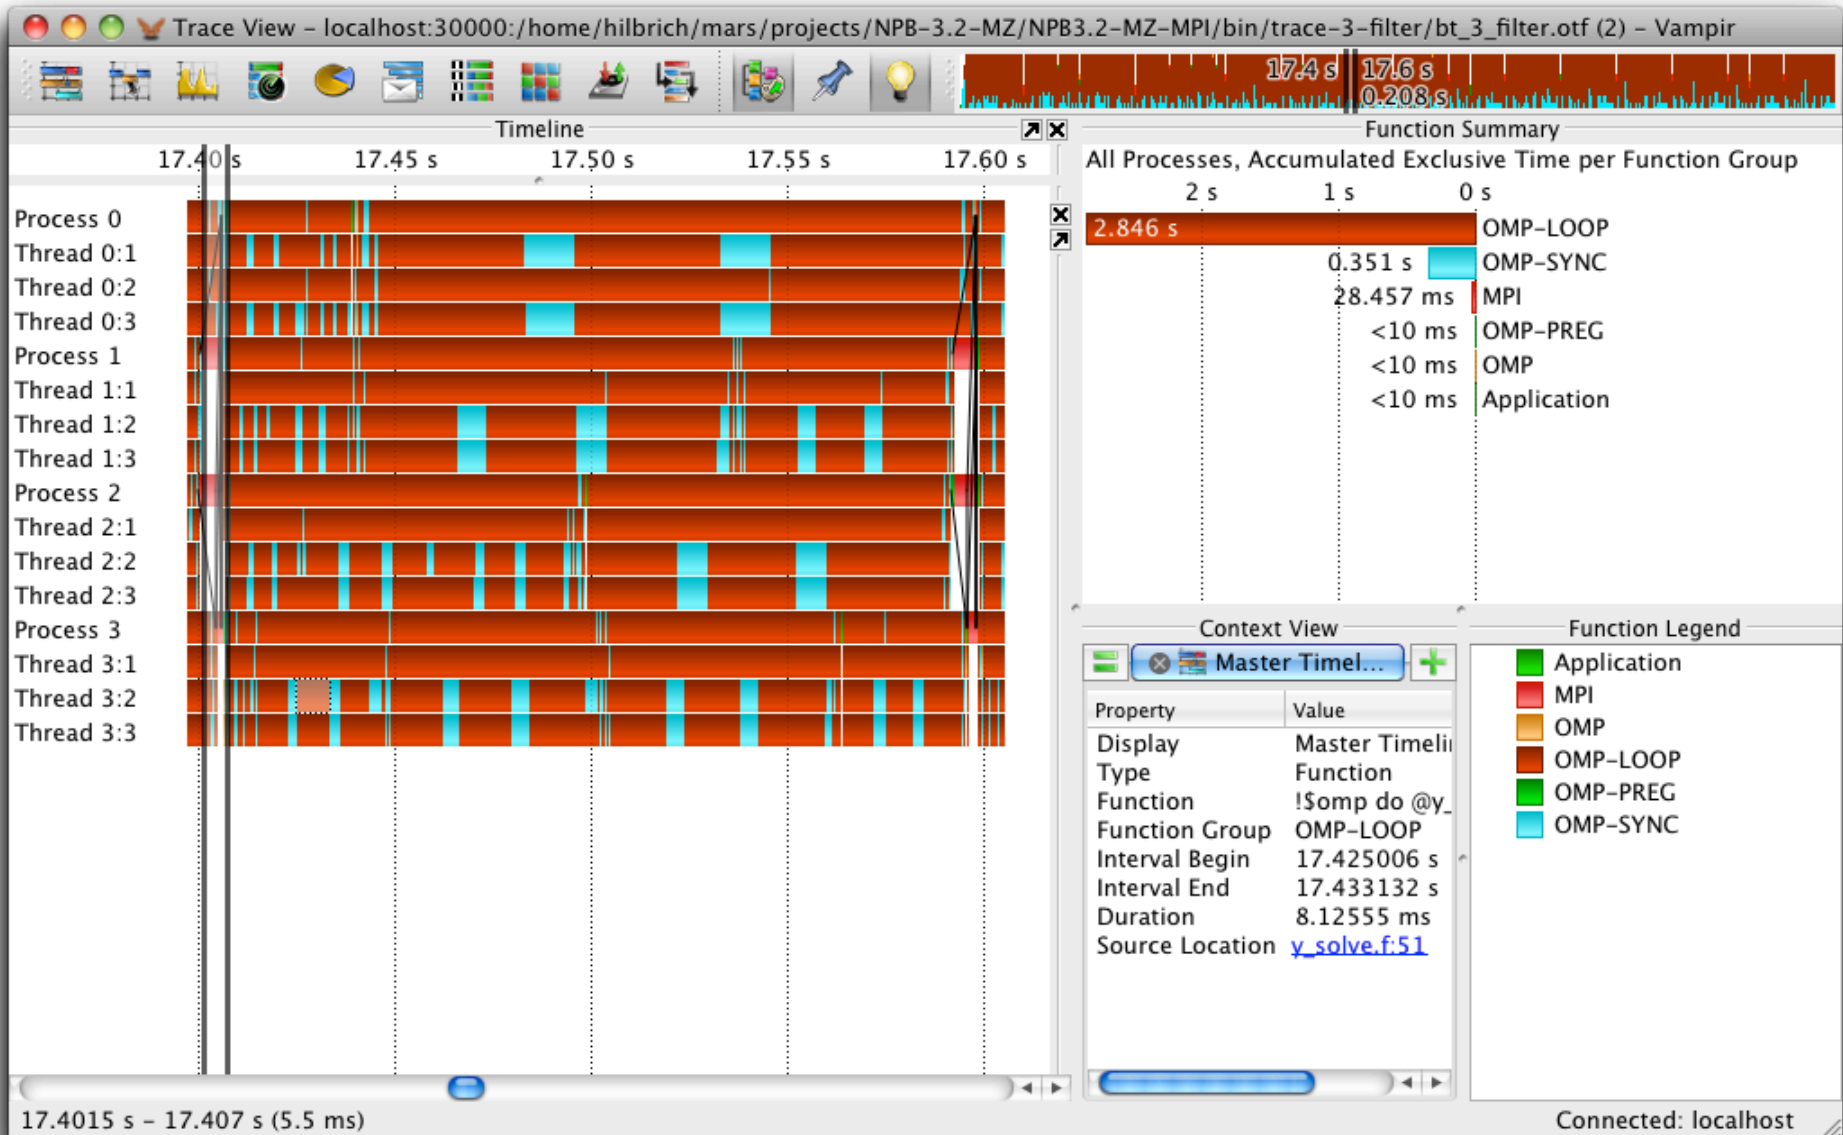 Trace View – localhost:30000:/home/hilbrich/mars/projects/NPB-3.2-MZ/NPB3.2-MZ-MPI/bin/trace-3-filter/bt_3_filter.otf (2) – Vampir
17.4 s 17.6 s
0.208 s
Timeline
17.40 s 17.45 s 17.50 s 17.55 s 17.60 s
Process 0
Thread 0:1
Thread 0:2
Thread 0:3
Process 1
Thread 1:1
Thread 1:2
Thread 1:3
Process 2
Thread 2:1
Thread 2:2
Thread 2:3
Process 3
Thread 3:1
Thread 3:2
Thread 3:3
Function Summary
All Processes, Accumulated Exclusive Time per Function Group
2 s 1 s 0 s
2.846 s OMP-LOOP
0.351 s OMP-SYNC
28.457 ms MPI
<10 ms OMP-PREG
<10 ms OMP
<10 ms Application
Context View
Master Timel...
Property Value
Display Master Timeli
Type Function
Function !$omp do @y_
Function Group OMP-LOOP
Interval Begin 17.425006 s
Interval End 17.433132 s
Duration 8.12555 ms
Source Location y_solve.f:51
Function Legend
Application
MPI
OMP
OMP-LOOP
OMP-PREG
OMP-SYNC
17.4015 s – 17.407 s (5.5 ms)
Connected: localhost